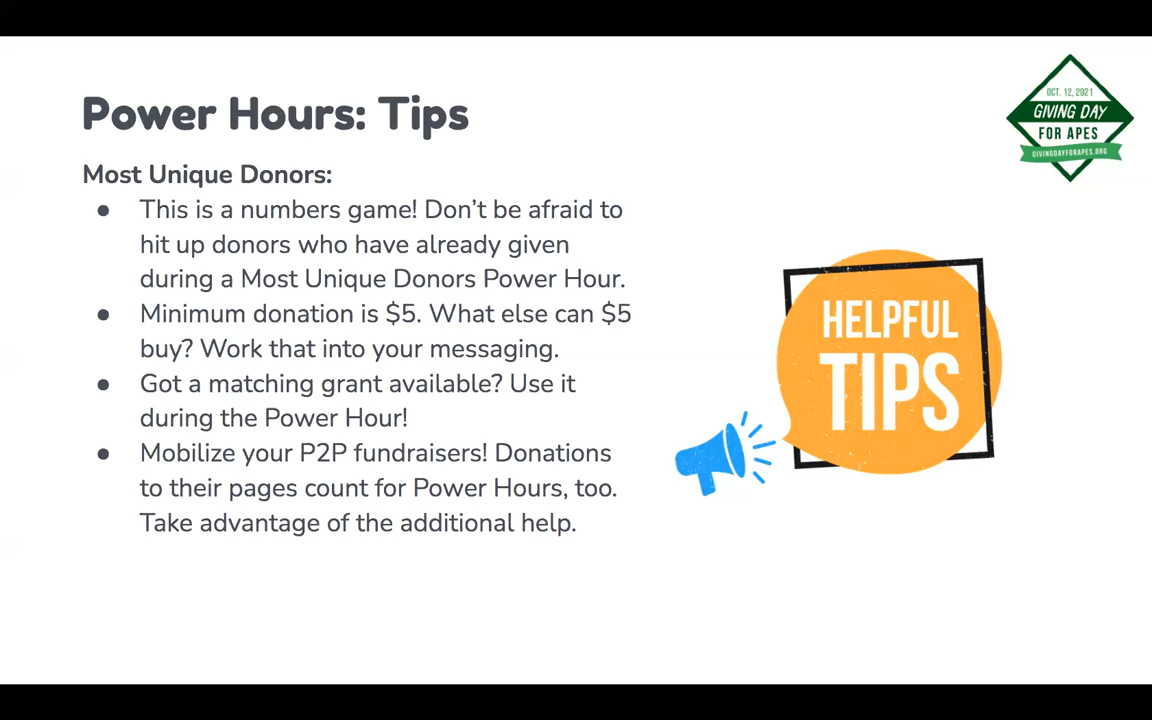 Power Hours: Tips
Most Unique Donors:
● This is a numbers game! Don’t be afraid to
hit up donors who have already given
during a Most Unique Donors Power Hour.
● Minimum donation is $5. What else can $5
buy? Work that into your messaging.
● Got a matching grant available? Use it
during the Power Hour!
● Mobilize your P2P fundraisers! Donations
to their pages count for Power Hours, too.
Take advantage of the additional help.
OCT. 12, 2021
GIVING DAY
FOR APES
GIVINGDAYFORAPES.ORG
HELPFUL
TIPS